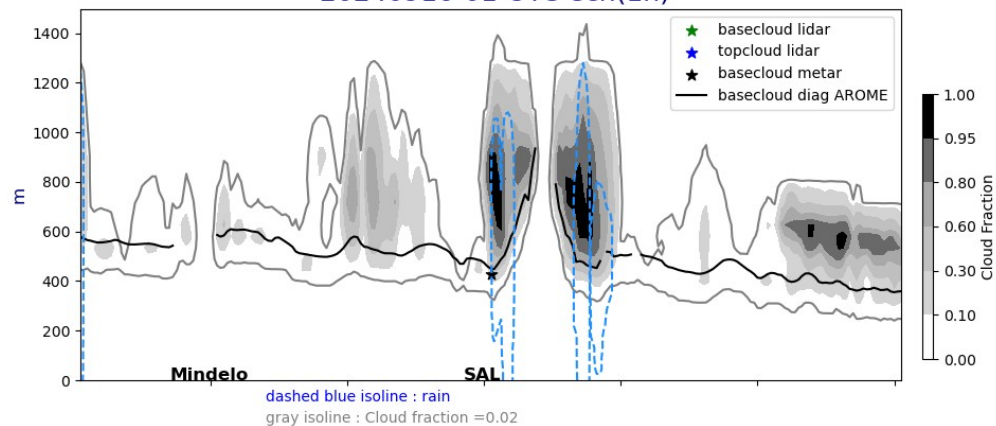 1400
1200
1000
800
600
400
200
0
m
basecloud lidar
topcloud lidar
basecloud metar
basecloud diag AROME
Mindelo
SAL
dashed blue isoline : rain
gray isoline : Cloud fraction =0.02
1.00
0.95
0.80
0.60
0.30
0.10
0.00
Cloud Fraction